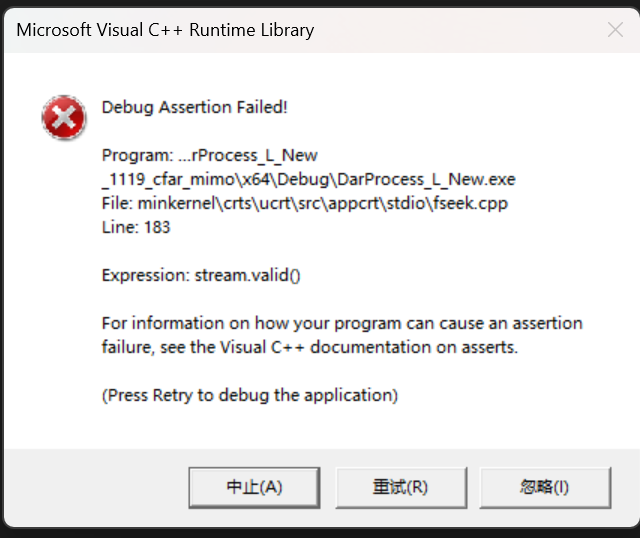 Microsoft Visual C++ Runtime Library
Debug Assertion Failed!
Program: ...rProcess_L_New
_1119_cfar_mimo\x64\Debug\DarProcess_L_New.exe
File: minkernel\crts\ucrt\src\appcrt\stdio\fseek.cpp
Line: 183
Expression: stream.valid()
For information on how your program can cause an assertion
failure, see the Visual C++ documentation on asserts.
(Press Retry to debug the application)
中止(A)
重试(R)
忽略(I)